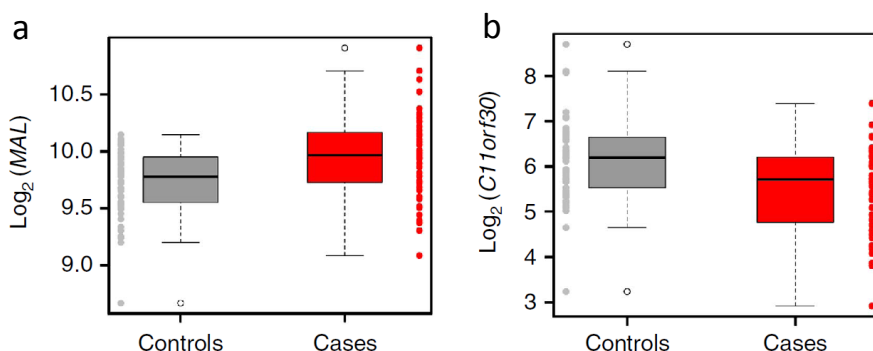 a
Log2 (MAL)
10.5
10.0
9.5
9.0
Controls Cases
b
Log2 (C11orf30)
8
7
6
5
4
3
Controls Cases